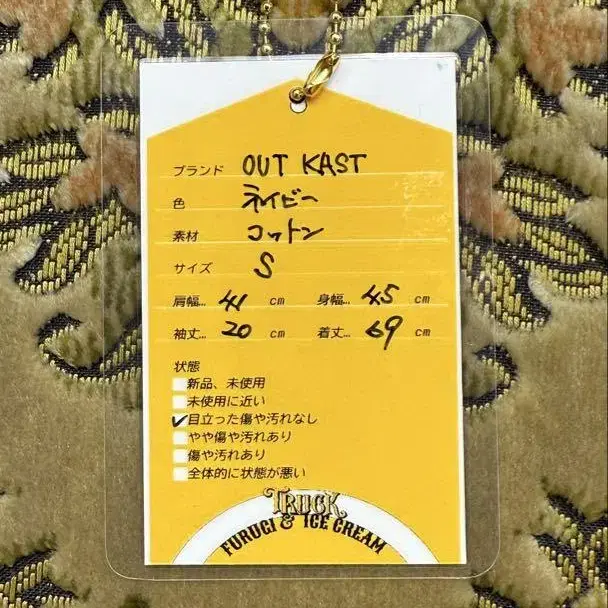 ブランド OUT KAST
色 ネイビー
素材 コットン
サイズ S
肩幅… 41 cm 身幅… 45 cm
袖丈… 20 cm 着丈… 69 cm
状態
新品、未使用
未使用に近い
✓目立った傷や汚れなし
やや傷や汚れあり
傷や汚れあり
全体的に状態が悪い
TRUCK
FURUGI & ICE CREAM